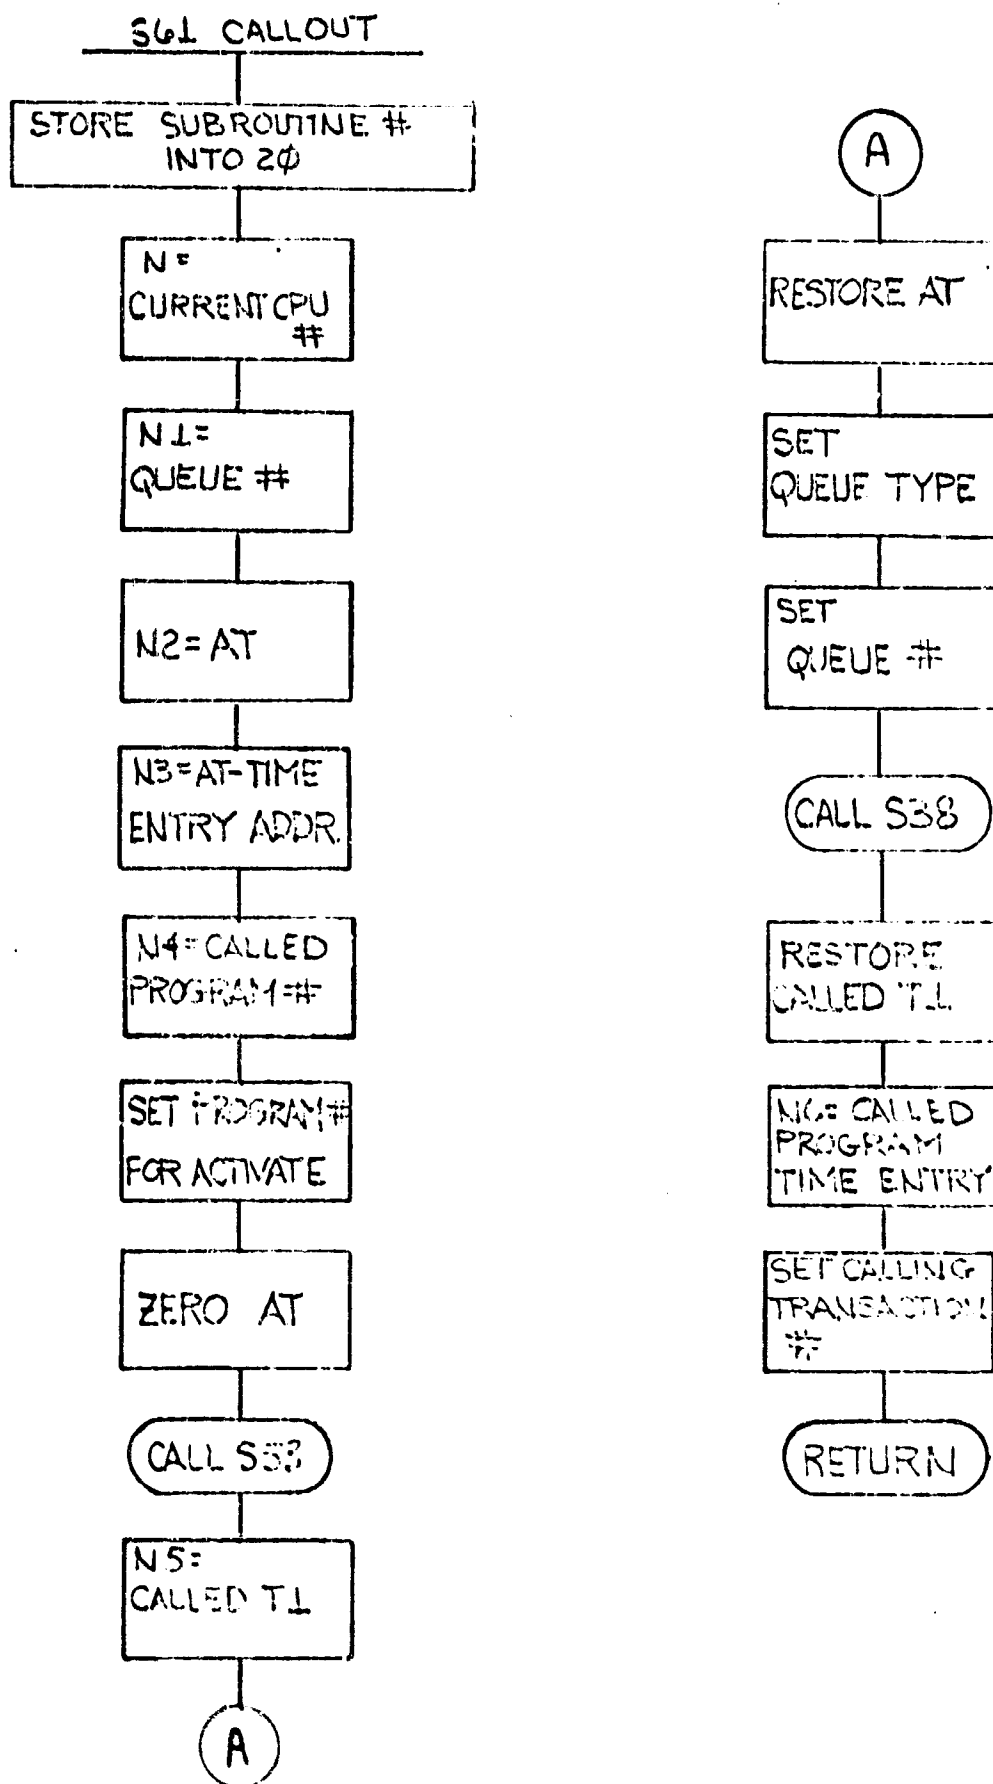 S61 CALLOUT
STORE SUBROUTINE #
INTO 2Ø
N=
CURRENT CPU
#
N1=
QUEUE #
N2=AT
N3=AT-TIME
ENTRY ADDR.
N4=CALLED
PROGRAM #
SET PROGRAM #
FOR ACTIVATE
ZERO AT
CALL
N5=
CALLED T1
A
A
RESTORE AT
SET
QUEUE TYPE
SET
QUEUE #
CALL S38
RESTORE
CALLED T1
N6= CALLED
PROGRAM
TIME ENTRY
SET CALLING
TRANSACTION
#
RETURN